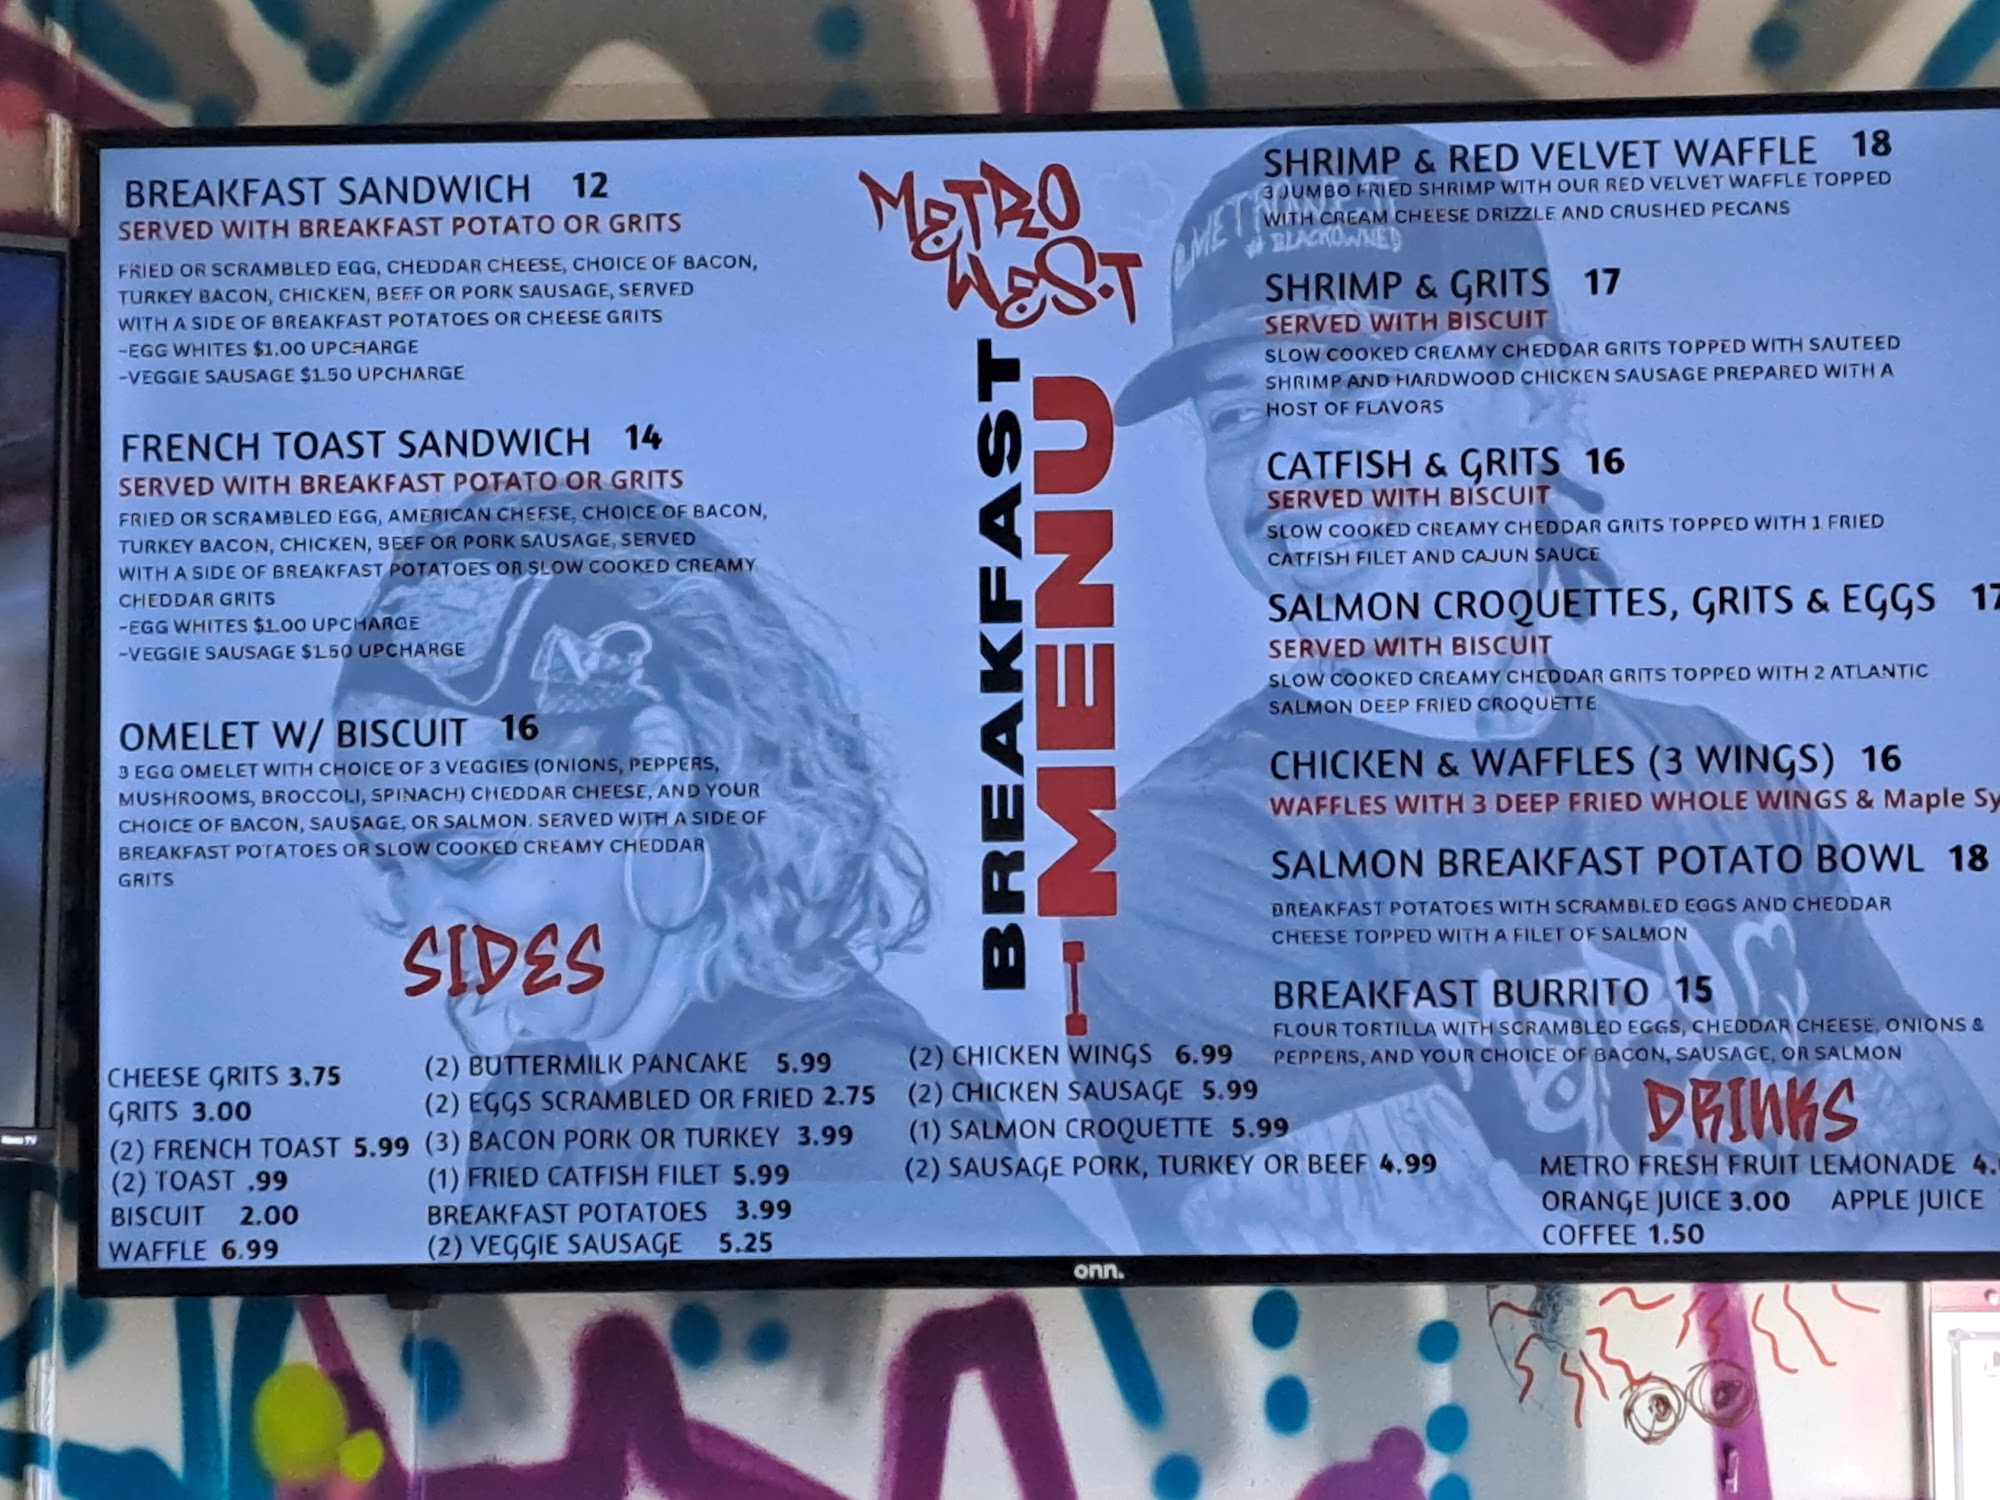 BREAKFAST SANDWICH 12
SERVED WITH BREAKFAST POTATO OR GRITS
FRIED OR SCRAMBLED EGG, CHEDDAR CHEESE, CHOICE OF BACON,
TURKEY BACON, CHICKEN, BEEF OR PORK SAUSAGE, SERVED
WITH A SIDE OF BREAKFAST POTATOES OR CHEESE GRITS
~EGG WHITES $1.00 UPCHARGE
~VEGGIE SAUSAGE $1.50 UPCHARGE
FRENCH TOAST SANDWICH 14
SERVED WITH BREAKFAST POTATO OR GRITS
FRIED OR SCRAMBLED EGG, AMERICAN CHEESE, CHOICE OF BACON,
TURKEY BACON, CHICKEN, BEEF OR PORK SAUSAGE, SERVED
WITH A SIDE OF BREAKFAST POTATOES OR SLOW COOKED CREAMY
CHEDDAR GRITS
~EGG WHITES $1.00 UPCHARGE
~VEGGIE SAUSAGE $1.50 UPCHARGE
OMELET W/ BISCUIT 16
3 EGG OMELET WITH CHOICE OF 3 VEGGIES (ONIONS, PEPPERS,
MUSHROOMS, BROCCOLI, SPINACH) CHEDDAR CHEESE, AND YOUR
CHOICE OF BACON, SAUSAGE, OR SALMON. SERVED WITH A SIDE OF
BREAKFAST POTATOES OR SLOW COOKED CREAMY CHEDDAR
GRITS
SIDES
CHEESE GRITS 3.75
GRITS 3.00
(2) FRENCH TOAST 5.99
(2) TOAST .99
BISCUIT 2.00
WAFFLE 6.99
(2) BUTTERMILK PANCAKE 5.99
(2) EGGS SCRAMBLED OR FRIED 2.75
(3) BACON PORK OR TURKEY 3.99
(1) FRIED CATFISH FILET 5.99
BREAKFAST POTATOES 3.99
(2) VEGGIE SAUSAGE 5.25
(2) CHICKEN WINGS 6.99
(2) CHICKEN SAUSAGE 5.99
(1) SALMON CROQUETTE 5.99
(2) SAUSAGE PORK, TURKEY OR BEEF 4.99
METRO
WEST
BREAKFAST
MENU
SHRIMP & RED VELVET WAFFLE 18
3 JUMBO FRIED SHRIMP WITH OUR RED VELVET WAFFLE TOPPED
WITH CREAM CHEESE DRIZZLE AND CRUSHED PECANS
# BLACKOWNED
SHRIMP & GRITS 17
SERVED WITH BISCUIT
SLOW COOKED CREAMY CHEDDAR GRITS TOPPED WITH SAUTEED
SHRIMP AND HARDWOOD CHICKEN SAUSAGE PREPARED WITH A
HOST OF FLAVORS
CATFISH & GRITS 16
SERVED WITH BISCUIT
SLOW COOKED CREAMY CHEDDAR GRITS TOPPED WITH 1 FRIED
CATFISH FILET AND CAJUN SAUCE
SALMON CROQUETTES, GRITS & EGGS 17
SERVED WITH BISCUIT
SLOW COOKED CREAMY CHEDDAR GRITS TOPPED WITH 2 ATLANTIC
SALMON DEEP FRIED CROQUETTE
CHICKEN & WAFFLES (3 WINGS) 16
WAFFLES WITH 3 DEEP FRIED WHOLE WINGS & Maple Sy
SALMON BREAKFAST POTATO BOWL 18
BREAKFAST POTATOES WITH SCRAMBLED EGGS AND CHEDDAR
CHEESE TOPPED WITH A FILET OF SALMON
BREAKFAST BURRITO 15
FLOUR TORTILLA WITH SCRAMBLED EGGS, CHEDDAR CHEESE, ONIONS &
PEPPERS, AND YOUR CHOICE OF BACON, SAUSAGE, OR SALMON
DRINKS
METRO FRESH FRUIT LEMONADE 4.
ORANGE JUICE 3.00 APPLE JUICE
COFFEE 1.50
onn.
Roku TV